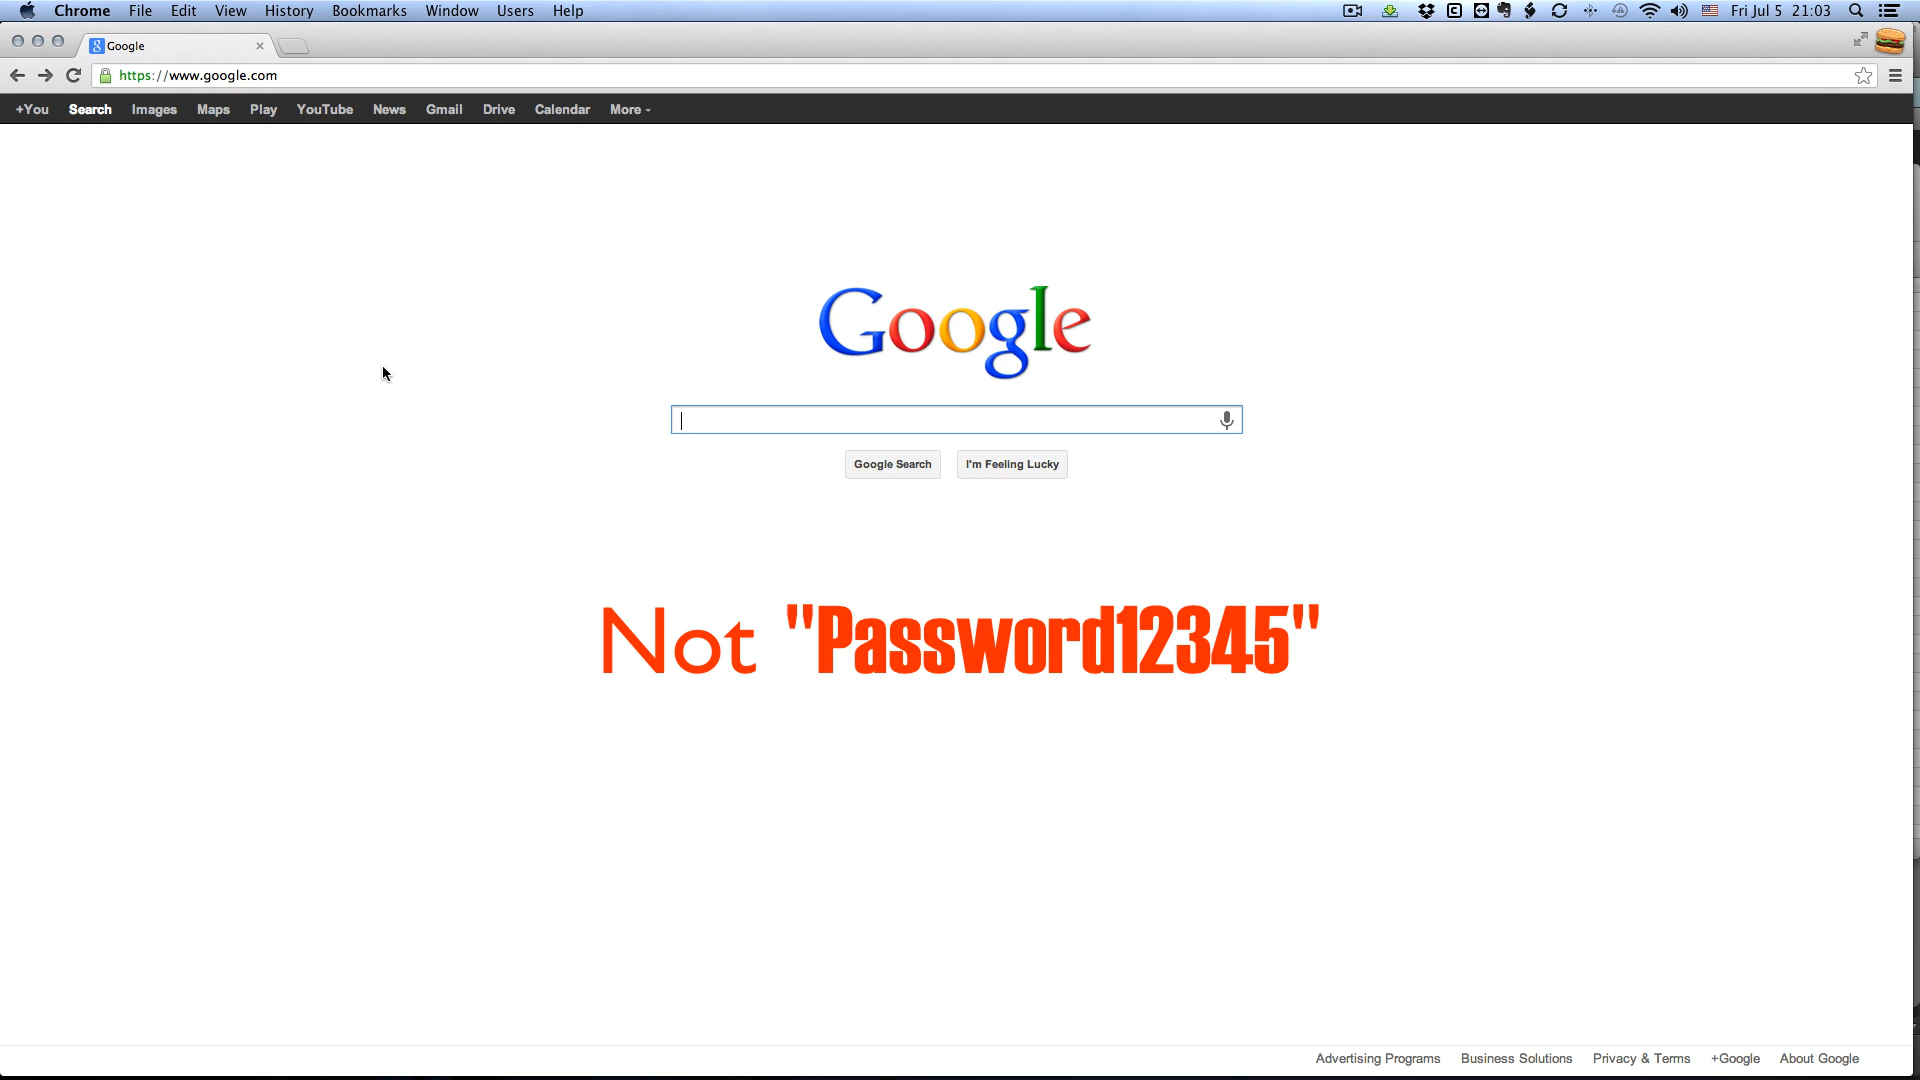 Chrome File Edit View History Bookmarks Window Users Help Fri Jul 5 21:03
Google
https://www.google.com
+You Search Images Maps Play YouTube News Gmail Drive Calendar More
Google
Google Search I'm Feeling Lucky
Not "Password12345"
Advertising Programs Business Solutions Privacy & Terms +Google About Google